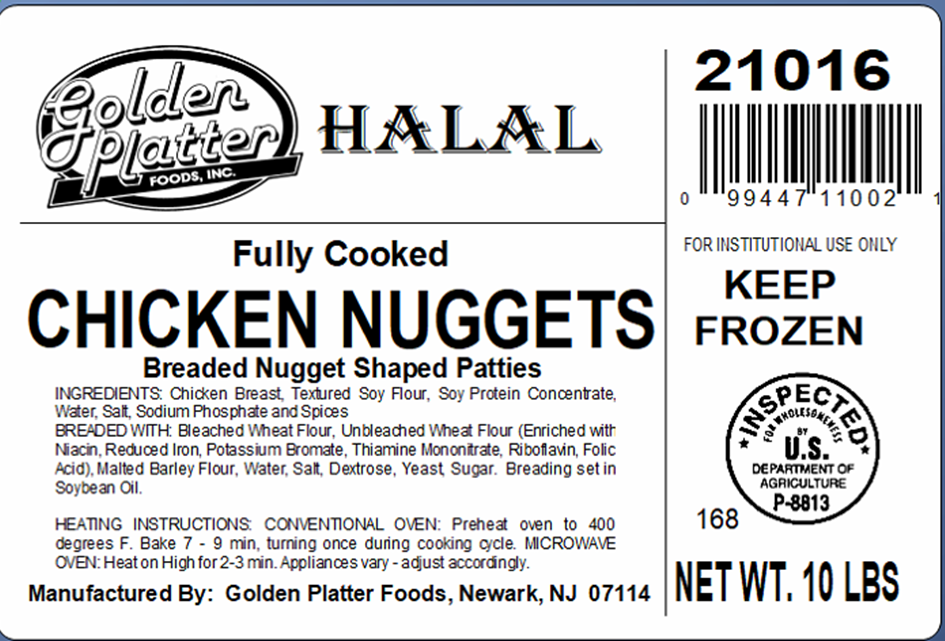 Golden
Platter
FOODS, INC.
HALAL
21016
0 99447 11002 1
FOR INSTITUTIONAL USE ONLY
KEEP
FROZEN
Fully Cooked
CHICKEN NUGGETS
Breaded Nugget Shaped Patties
INGREDIENTS: Chicken Breast, Textured Soy Flour, Soy Protein Concentrate,
Water, Salt, Sodium Phosphate and Spices
BREADED WITH: Bleached Wheat Flour, Unbleached Wheat Flour (Enriched with
Niacin, Reduced Iron, Potassium Bromate, Thiamine Mononitrate, Riboflavin, Folic
Acid), Malted Barley Flour, Water, Salt, Dextrose, Yeast, Sugar. Breading set in
Soybean Oil.
HEATING INSTRUCTIONS: CONVENTIONAL OVEN: Preheat oven to 400
degrees F. Bake 7 - 9 min, turning once during cooking cycle. MICROWAVE
OVEN: Heat on High for 2-3 min. Appliances vary - adjust accordingly.
Manufactured By: Golden Platter Foods, Newark, NJ 07114
INSPECTED
FOR WHOLESOMENESS
BY
U.S.
DEPARTMENT OF
AGRICULTURE
P-8813
168
NET WT. 10 LBS